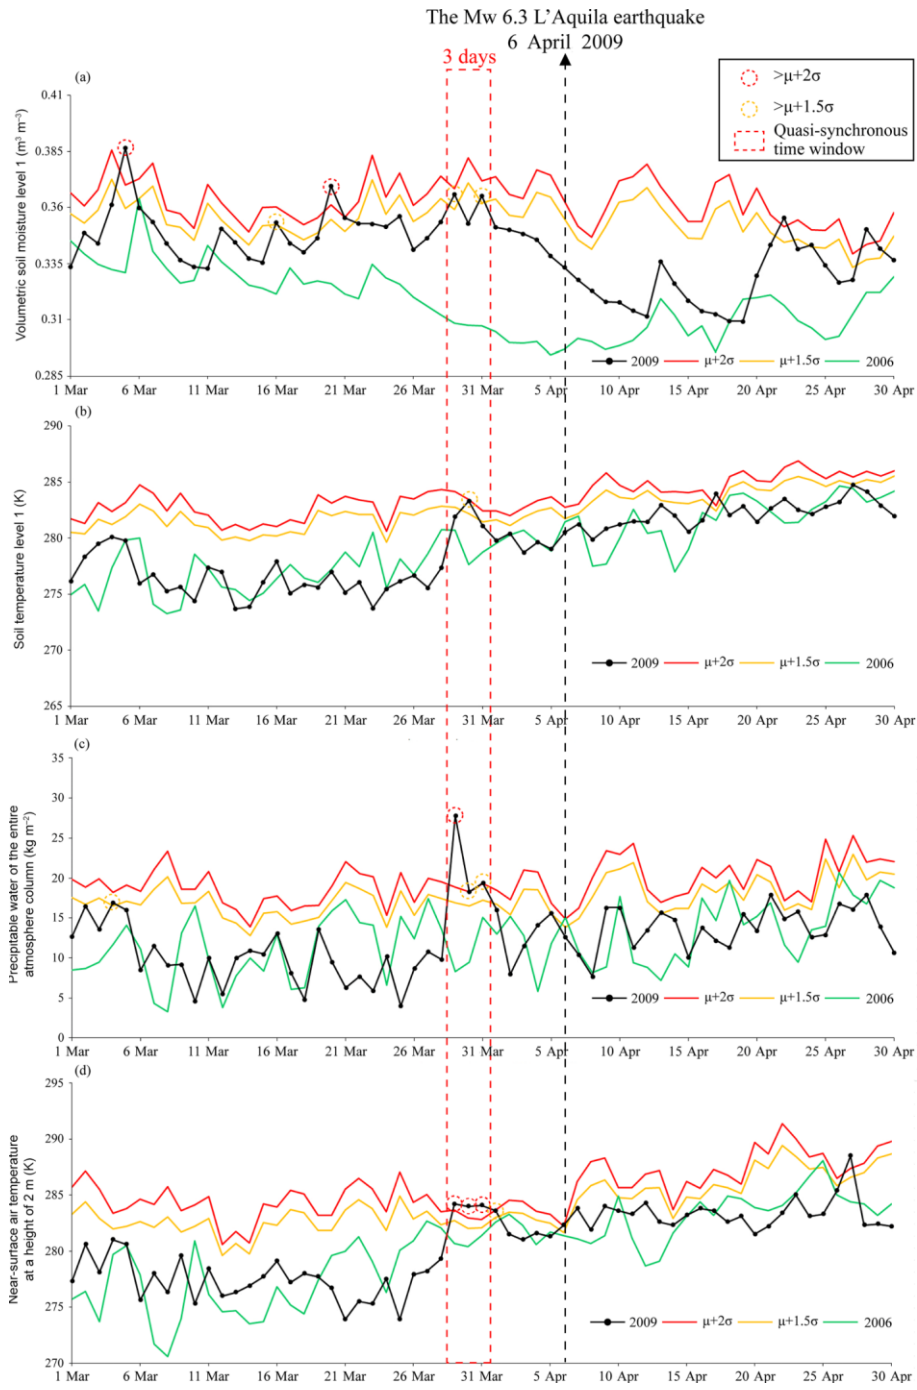 The Mw 6.3 L’Aquila earthquake
6 April 2009
3 days
>μ+2σ
>μ+1.5σ
Quasi-synchronous
time window
(a)
Volumetric soil moisture level 1 (m³ m⁻³)
0.41
0.385
0.36
0.335
0.31
0.285
2009 μ+2σ μ+1.5σ 2006
1 Mar 6 Mar 11 Mar 16 Mar 21 Mar 26 Mar 31 Mar 5 Apr 10 Apr 15 Apr 20 Apr 25 Apr 30 Apr
(b)
Soil temperature level 1 (K)
290
285
280
275
270
265
2009 μ+2σ μ+1.5σ 2006
1 Mar 6 Mar 11 Mar 16 Mar 21 Mar 26 Mar 31 Mar 5 Apr 10 Apr 15 Apr 20 Apr 25 Apr 30 Apr
(c)
Precipitable water of the entire
atmosphere column (kg m⁻²)
35
30
25
20
15
10
5
0
2009 μ+2σ μ+1.5σ 2006
1 Mar 6 Mar 11 Mar 16 Mar 21 Mar 26 Mar 31 Mar 5 Apr 10 Apr 15 Apr 20 Apr 25 Apr 30 Apr
(d)
Near-surface air temperature
at a height of 2 m (K)
295
290
285
280
275
270
2009 μ+2σ μ+1.5σ 2006
1 Mar 6 Mar 11 Mar 16 Mar 21 Mar 26 Mar 31 Mar 5 Apr 10 Apr 15 Apr 20 Apr 25 Apr 30 Apr